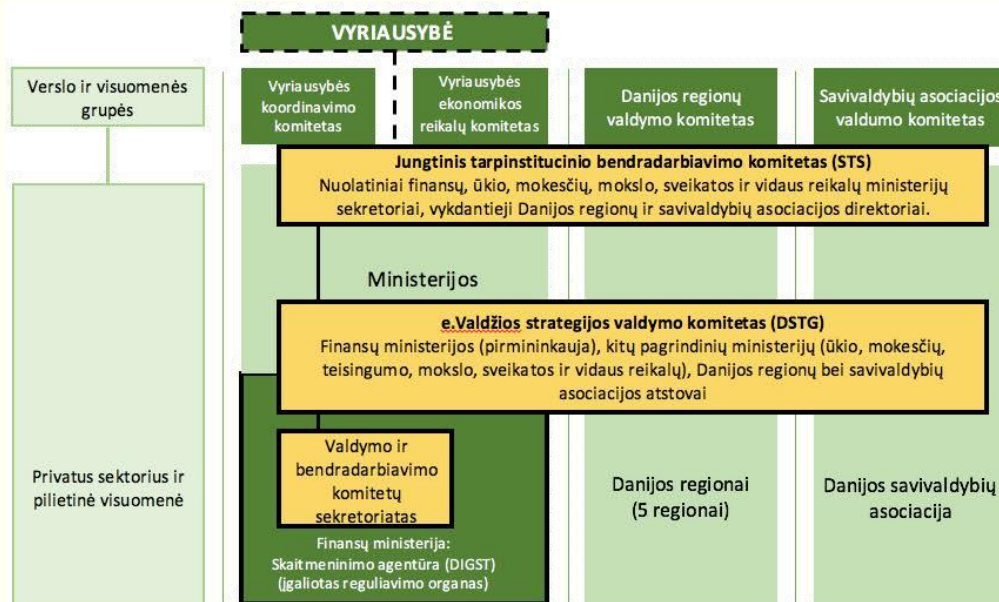 VYRIAUSYBĖ
Verslo ir visuomenės
grupės
Vyriausybės
koordinavimo
komitetas
Vyriausybės
ekonomikos
reikalų komitetas
Danijos regionų
valdymo komitetas
Savivaldybių asociacijos
valdumo komitetas
Jungtinis tarpinstitucinio bendradarbiavimo komitetas (STS)
Nuolatiniai finansų, ūkio, mokesčių, mokslo, sveikatos ir vidaus reikalų ministerijų
sekretoriai, vykdantieji Danijos regionų ir savivaldybių asociacijos direktoriai.
Ministerijos
e.Valdžios strategijos valdymo komitetas (DSTG)
Finansų ministerijos (pirmininkauja), kitų pagrindinių ministerijų (ūkio, mokesčių,
teisingumo, mokslo, sveikatos ir vidaus reikalų), Danijos regionų bei savivaldybių
asociacijos atstovai
Valdymo ir
bendradarbiavimo
komitetų
sekretoriatas
Finansų ministerija:
Skaitmeninimo agentūra (DIGST)
(įgaliotas reguliavimo organas)
Privatus sektorius ir
pilietinė visuomenė
Danijos regionai
(5 regionai)
Danijos savivaldybių
asociacija